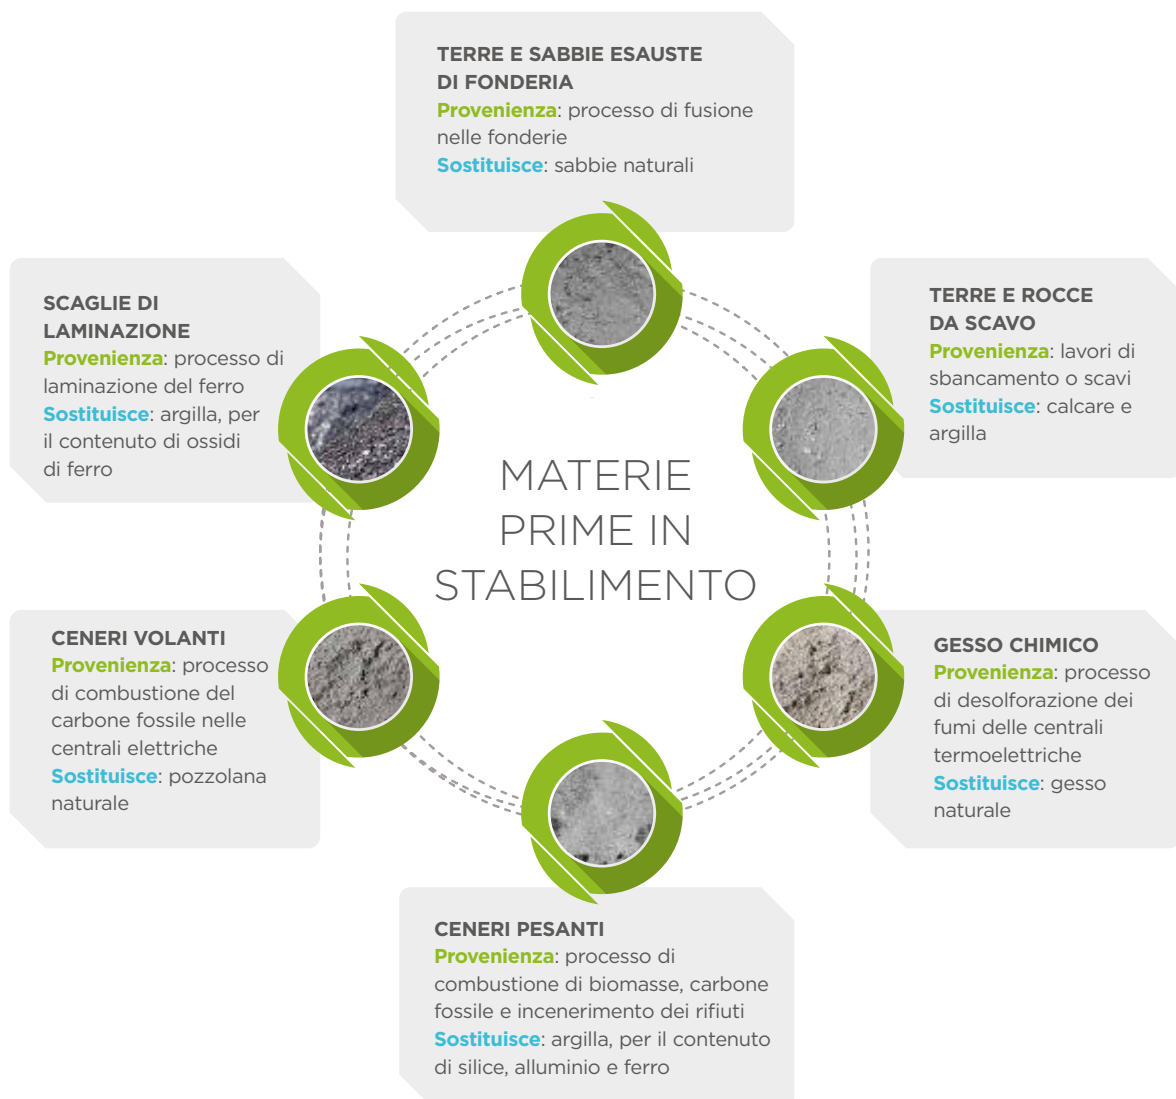 TERRE E SABBIE ESAUSTE
DI FONDERIA
Provenienza: processo di fusione
nelle fonderie
Sostituisce: sabbie naturali
SCAGLIE DI
LAMINAZIONE
Provenienza: processo di
laminazione del ferro
Sostituisce: argilla, per
il contenuto di ossidi
di ferro
TERRE E ROCCE
DA SCAVO
Provenienza: lavori di
sbancamento o scavi
Sostituisce: calcare e
argilla
MATERIE
PRIME IN
STABILIMENTO
CENERI VOLANTI
Provenienza: processo
di combustione del
carbone fossile nelle
centrali elettriche
Sostituisce: pozzolana
naturale
GESSO CHIMICO
Provenienza: processo
di desolforazione dei
fumi delle centrali
termoelettriche
Sostituisce: gesso
naturale
CENERI PESANTI
Provenienza: processo di
combustione di biomasse, carbone
fossile e incenerimento dei rifiuti
Sostituisce: argilla, per il contenuto
di silice, alluminio e ferro